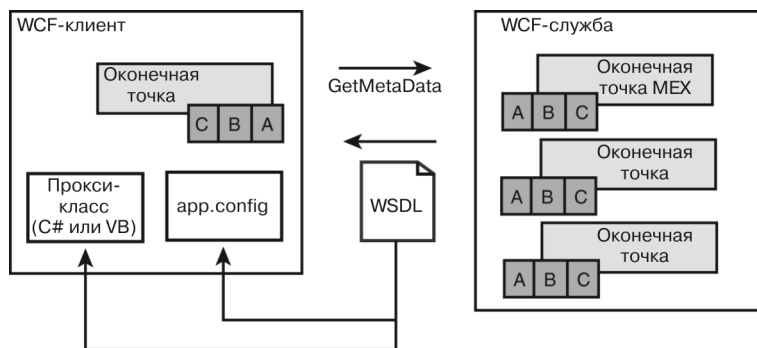 WCF-клиент
Оконечная
точка
C B A
Прокси-
класс
(C# или VB)
app.config
GetMetaData
WSDL
WCF-служба
Оконечная
точка MEX
A B C
Оконечная
точка
A B C
Оконечная
точка
A B C